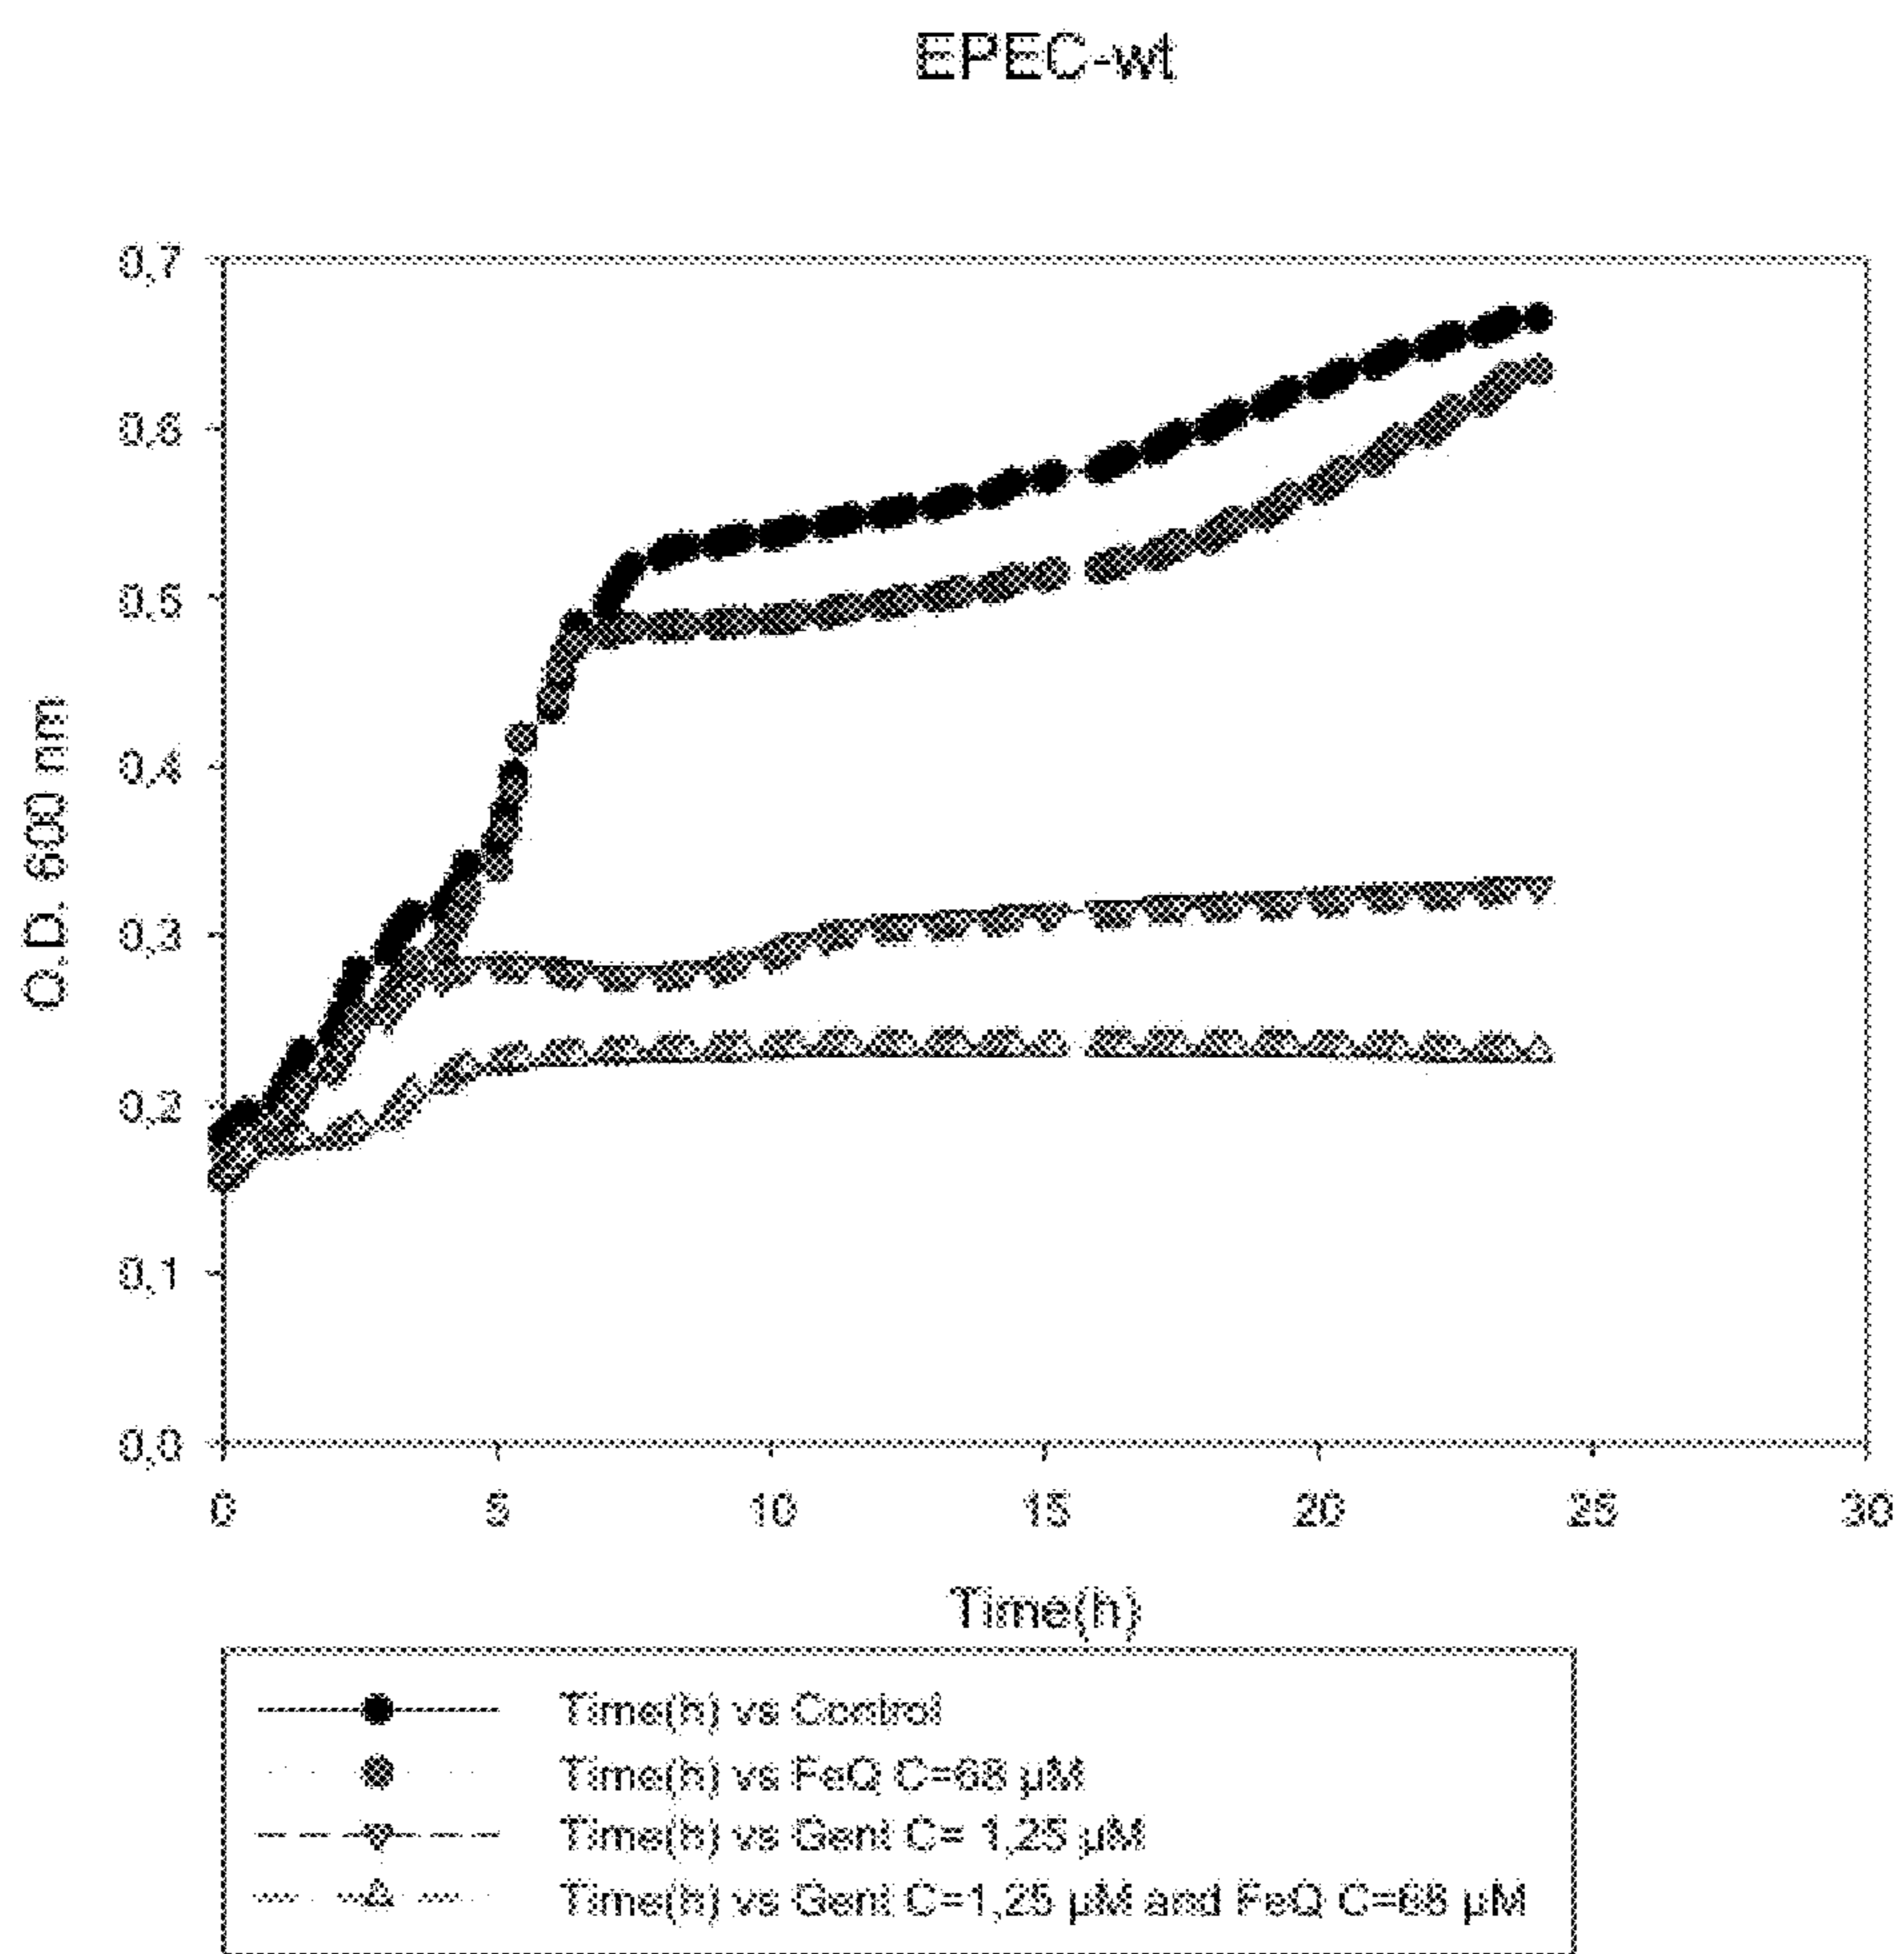 EPEC-wt
0,7
0,6
0,5
0,4
0,3
0,2
0,1
0,0
O.D. 600 nm
0 5 10 15 20 25 30
Time(h)
Time(h) vs Control
Time(h) vs FeQ C=68 µM
Time(h) vs Gent C= 1,25 µM
Time(h) vs Gent C=1,25 µM and FeQ C=68 µM